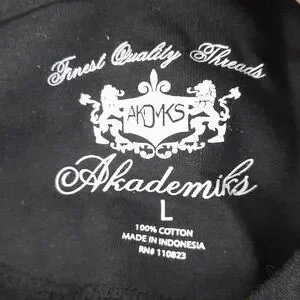 Finest Quality Threads
AKDMKS
Akademiks
L
100% COTTON
MADE IN INDONESIA
RN# 110823